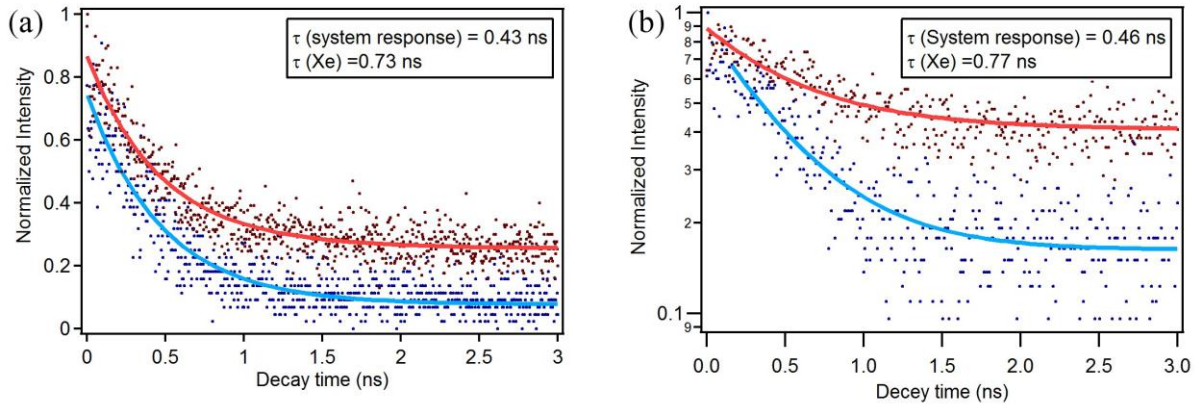 (a)
1
0.8
0.6
0.4
0.2
0
Normalized Intensity
τ (system response) = 0.43 ns
τ (Xe) =0.73 ns
0 0.5 1 1.5 2 2.5 3
Decay time (ns)
(b)
1
9
8
7
6
5
4
3
2
0.1
9
Normalized Intensity
τ (System response) = 0.46 ns
τ (Xe) =0.77 ns
0.0 0.5 1.0 1.5 2.0 2.5 3.0
Decey time (ns)